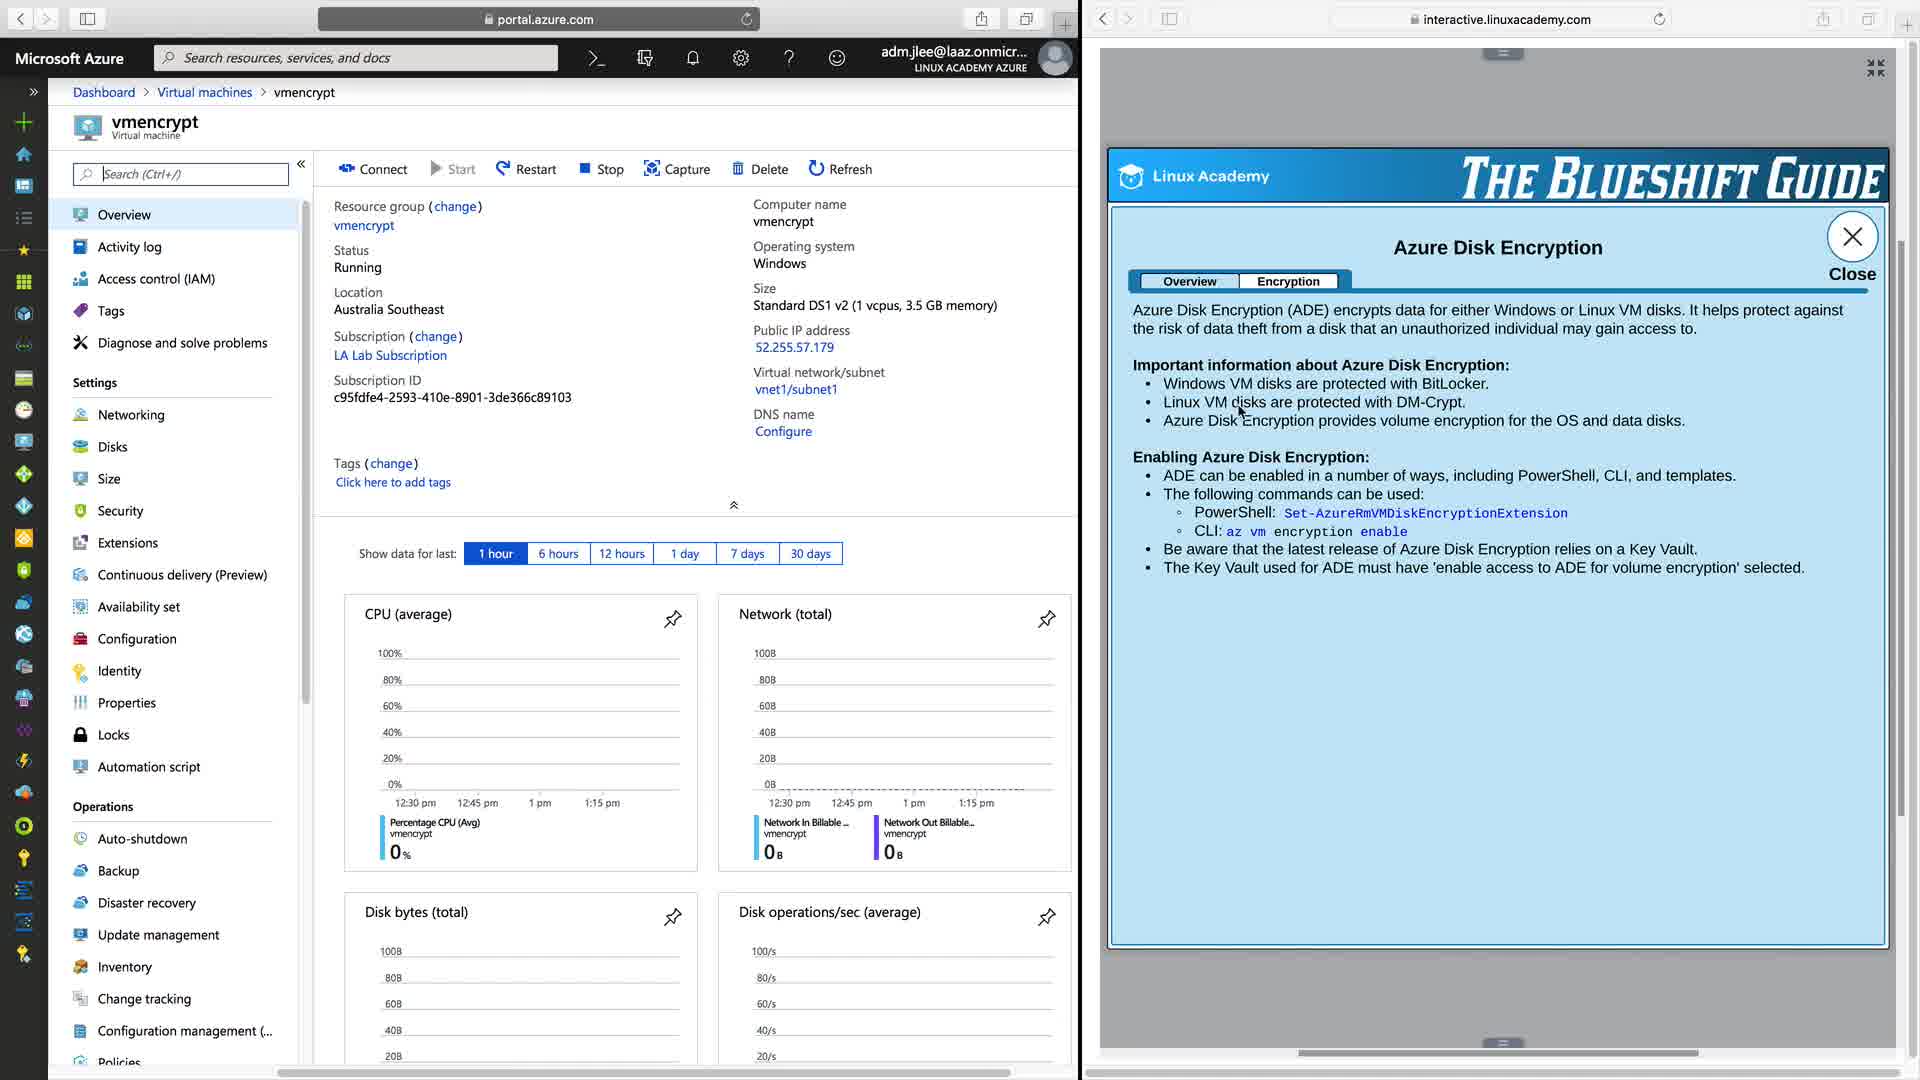 portal.azure.com
Microsoft Azure
Search resources, services, and docs
adm.jlee@laaz.onmicr...
LINUX ACADEMY AZURE
Dashboard > Virtual machines > vmencrypt
vmencrypt
Virtual machine
Search (Ctrl+/)
Overview
Activity log
Access control (IAM)
Tags
Diagnose and solve problems
Settings
Networking
Disks
Size
Security
Extensions
Continuous delivery (Preview)
Availability set
Configuration
Identity
Properties
Locks
Automation script
Operations
Auto-shutdown
Backup
Disaster recovery
Update management
Inventory
Change tracking
Configuration management (...
Policies
Connect Start Restart Stop Capture Delete Refresh
Resource group (change)
vmencrypt
Status
Running
Location
Australia Southeast
Subscription (change)
LA Lab Subscription
Subscription ID
c95fdfe4-2593-410e-8901-3de366c89103
Computer name
vmencrypt
Operating system
Windows
Size
Standard DS1 v2 (1 vcpus, 3.5 GB memory)
Public IP address
52.255.57.179
Virtual network/subnet
vnet1/subnet1
DNS name
Configure
Tags (change)
Click here to add tags
Show data for last: 1 hour 6 hours 12 hours 1 day 7 days 30 days
CPU (average)
100%
80%
60%
40%
20%
0%
12:30 pm 12:45 pm 1 pm 1:15 pm
Percentage CPU (Avg)
vmencrypt
0 %
Network (total)
100B
80B
60B
40B
20B
0B
12:30 pm 12:45 pm 1 pm 1:15 pm
Network In Billable ...
vmencrypt
0 B
Network Out Billable...
vmencrypt
0 B
Disk bytes (total)
100B
80B
60B
40B
20B
Disk operations/sec (average)
100/s
80/s
60/s
40/s
20/s
interactive.linuxacademy.com
Linux Academy
THE BLUESHIFT GUIDE
Azure Disk Encryption
Close
Overview Encryption
Azure Disk Encryption (ADE) encrypts data for either Windows or Linux VM disks. It helps protect against
the risk of data theft from a disk that an unauthorized individual may gain access to.
Important information about Azure Disk Encryption:
• Windows VM disks are protected with BitLocker.
• Linux VM disks are protected with DM-Crypt.
• Azure Disk Encryption provides volume encryption for the OS and data disks.
Enabling Azure Disk Encryption:
• ADE can be enabled in a number of ways, including PowerShell, CLI, and templates.
• The following commands can be used:
◦ PowerShell: Set-AzureRmVMDiskEncryptionExtension
◦ CLI: az vm encryption enable
• Be aware that the latest release of Azure Disk Encryption relies on a Key Vault.
• The Key Vault used for ADE must have 'enable access to ADE for volume encryption' selected.